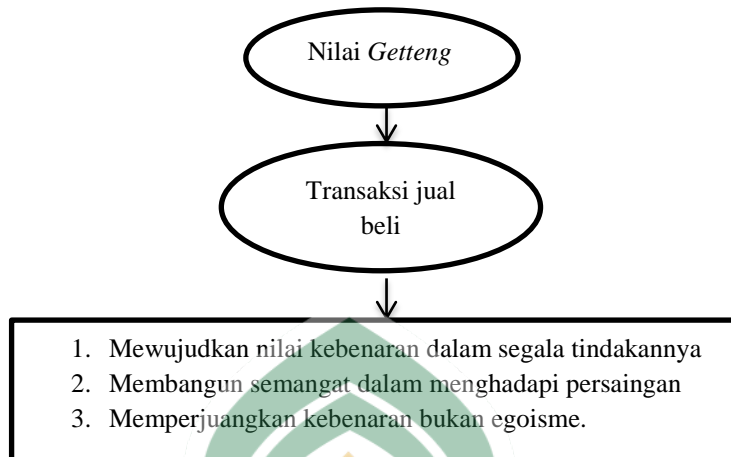 Nilai Getteng
Transaksi jual
beli
1. Mewujudkan nilai kebenaran dalam segala tindakannya
2. Membangun semangat dalam menghadapi persaingan
3. Memperjuangkan kebenaran bukan egoisme.